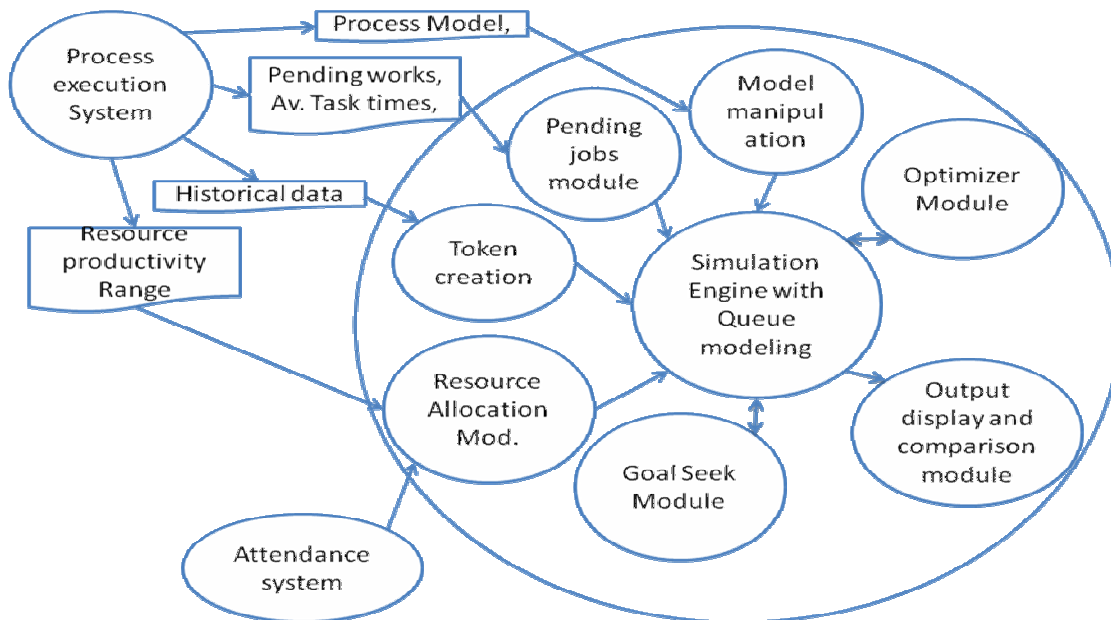 Process Model,
Process
execution
System
Pending works,
Av. Task times,
Historical data
Resource
productivity
Range
Pending
jobs
module
Model
manipul
ation
Optimizer
Module
Token
creation
Simulation
Engine with
Queue
modeling
Resource
Allocation
Mod.
Goal Seek
Module
Output
display and
comparison
module
Attendance
system